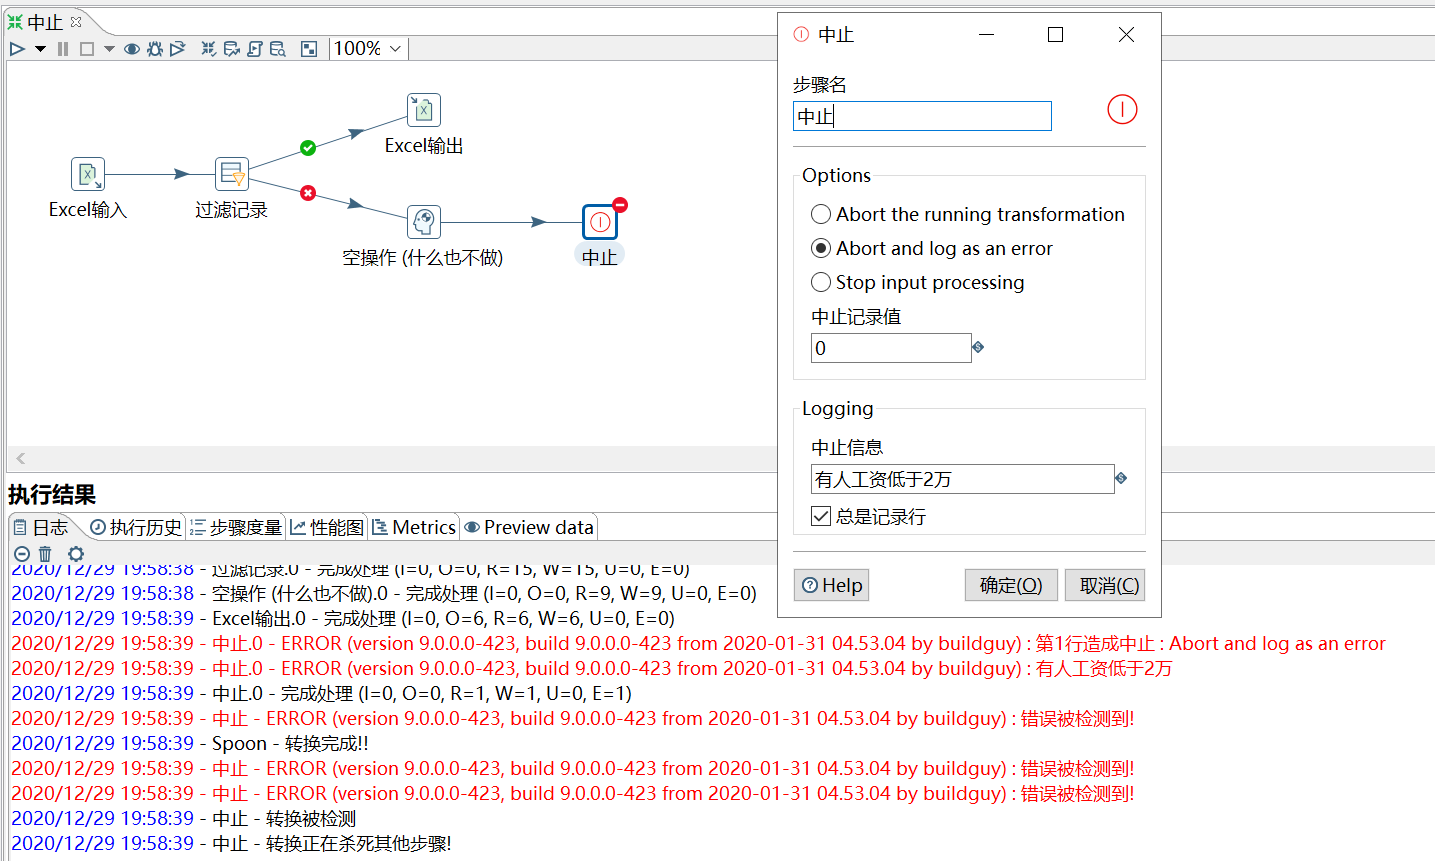 中止
100%
Excel输出
Excel输入
过滤记录
空操作 (什么也不做)
中止
中止
步骤名
中止
Options
Abort the running transformation
Abort and log as an error
Stop input processing
中止记录值
0
Logging
中止信息
有人工资低于2万
总是记录行
Help
确定(O)
取消(C)
执行结果
日志
执行历史
步骤度量
性能图
Metrics
Preview data
2020/12/29 19:58:38 - 过滤记录.0 - 完成处理 (I=0, O=0, R=15, W=15, U=0, E=0)
2020/12/29 19:58:38 - 空操作 (什么也不做).0 - 完成处理 (I=0, O=0, R=9, W=9, U=0, E=0)
2020/12/29 19:58:39 - Excel输出.0 - 完成处理 (I=0, O=6, R=6, W=6, U=0, E=0)
2020/12/29 19:58:39 - 中止.0 - ERROR (version 9.0.0.0-423, build 9.0.0.0-423 from 2020-01-31 04.53.04 by buildguy) : 第1行造成中止 : Abort and log as an error
2020/12/29 19:58:39 - 中止.0 - ERROR (version 9.0.0.0-423, build 9.0.0.0-423 from 2020-01-31 04.53.04 by buildguy) : 有人工资低于2万
2020/12/29 19:58:39 - 中止.0 - 完成处理 (I=0, O=0, R=1, W=1, U=0, E=1)
2020/12/29 19:58:39 - 中止 - ERROR (version 9.0.0.0-423, build 9.0.0.0-423 from 2020-01-31 04.53.04 by buildguy) : 错误被检测到!
2020/12/29 19:58:39 - Spoon - 转换完成!!
2020/12/29 19:58:39 - 中止 - ERROR (version 9.0.0.0-423, build 9.0.0.0-423 from 2020-01-31 04.53.04 by buildguy) : 错误被检测到!
2020/12/29 19:58:39 - 中止 - ERROR (version 9.0.0.0-423, build 9.0.0.0-423 from 2020-01-31 04.53.04 by buildguy) : 错误被检测到!
2020/12/29 19:58:39 - 中止 - 转换被检测
2020/12/29 19:58:39 - 中止 - 转换正在杀死其他步骤!